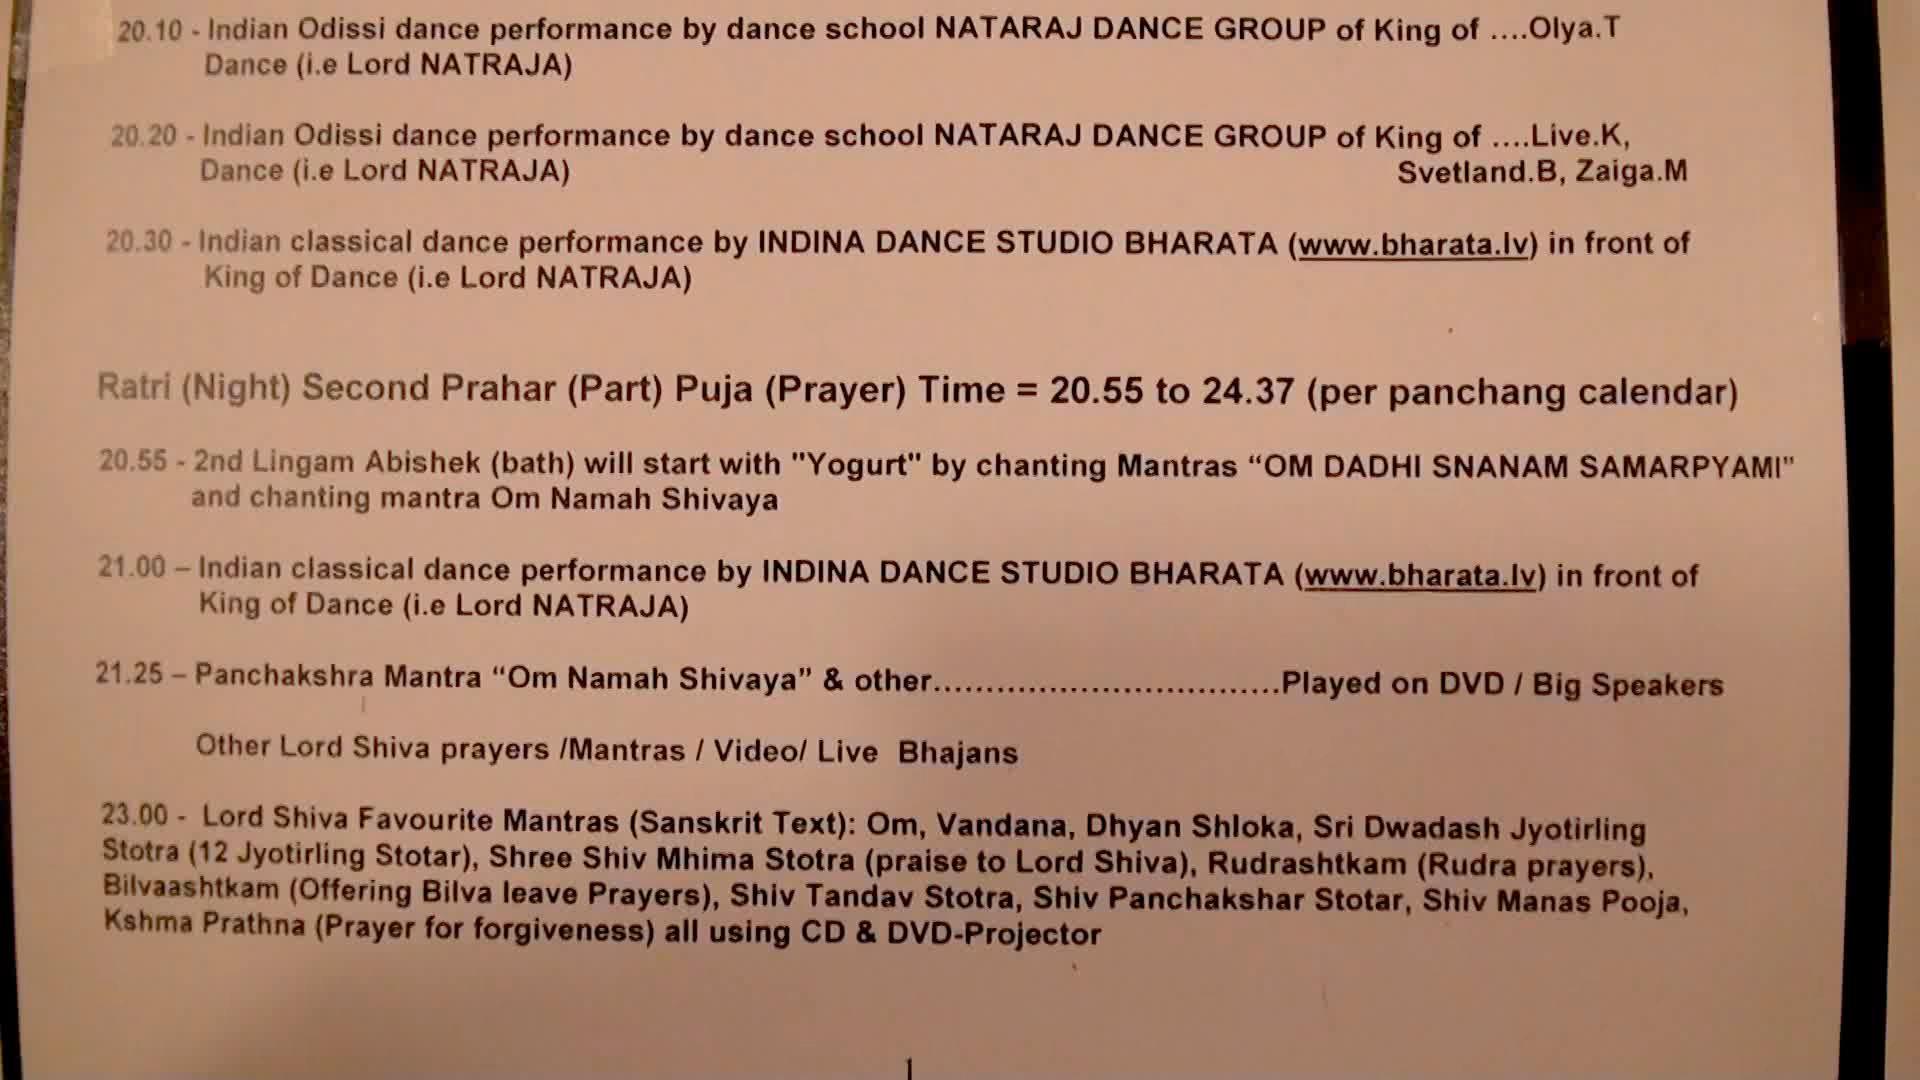 20.10 - Indian Odissi dance performance by dance school NATARAJ DANCE GROUP of King of ....Olya.T
Dance (i.e Lord NATRAJA)
20.20 - Indian Odissi dance performance by dance school NATARAJ DANCE GROUP of King of ....Live.K,
Dance (i.e Lord NATRAJA) Svetland.B, Zaiga.M
20.30 - Indian classical dance performance by INDINA DANCE STUDIO BHARATA (www.bharata.lv) in front of
King of Dance (i.e Lord NATRAJA)
Ratri (Night) Second Prahar (Part) Puja (Prayer) Time = 20.55 to 24.37 (per panchang calendar)
20.55 - 2nd Lingam Abishek (bath) will start with "Yogurt" by chanting Mantras “OM DADHI SNANAM SAMARPYAMI”
and chanting mantra Om Namah Shivaya
21.00 – Indian classical dance performance by INDINA DANCE STUDIO BHARATA (www.bharata.lv) in front of
King of Dance (i.e Lord NATRAJA)
21.25 – Panchakshra Mantra “Om Namah Shivaya” & other.................................Played on DVD / Big Speakers
Other Lord Shiva prayers /Mantras / Video/ Live Bhajans
23.00 - Lord Shiva Favourite Mantras (Sanskrit Text): Om, Vandana, Dhyan Shloka, Sri Dwadash Jyotirling
Stotra (12 Jyotirling Stotar), Shree Shiv Mhima Stotra (praise to Lord Shiva), Rudrashtkam (Rudra prayers),
Bilvaashtkam (Offering Bilva leave Prayers), Shiv Tandav Stotra, Shiv Panchakshar Stotar, Shiv Manas Pooja,
Kshma Prathna (Prayer for forgiveness) all using CD & DVD-Projector
1